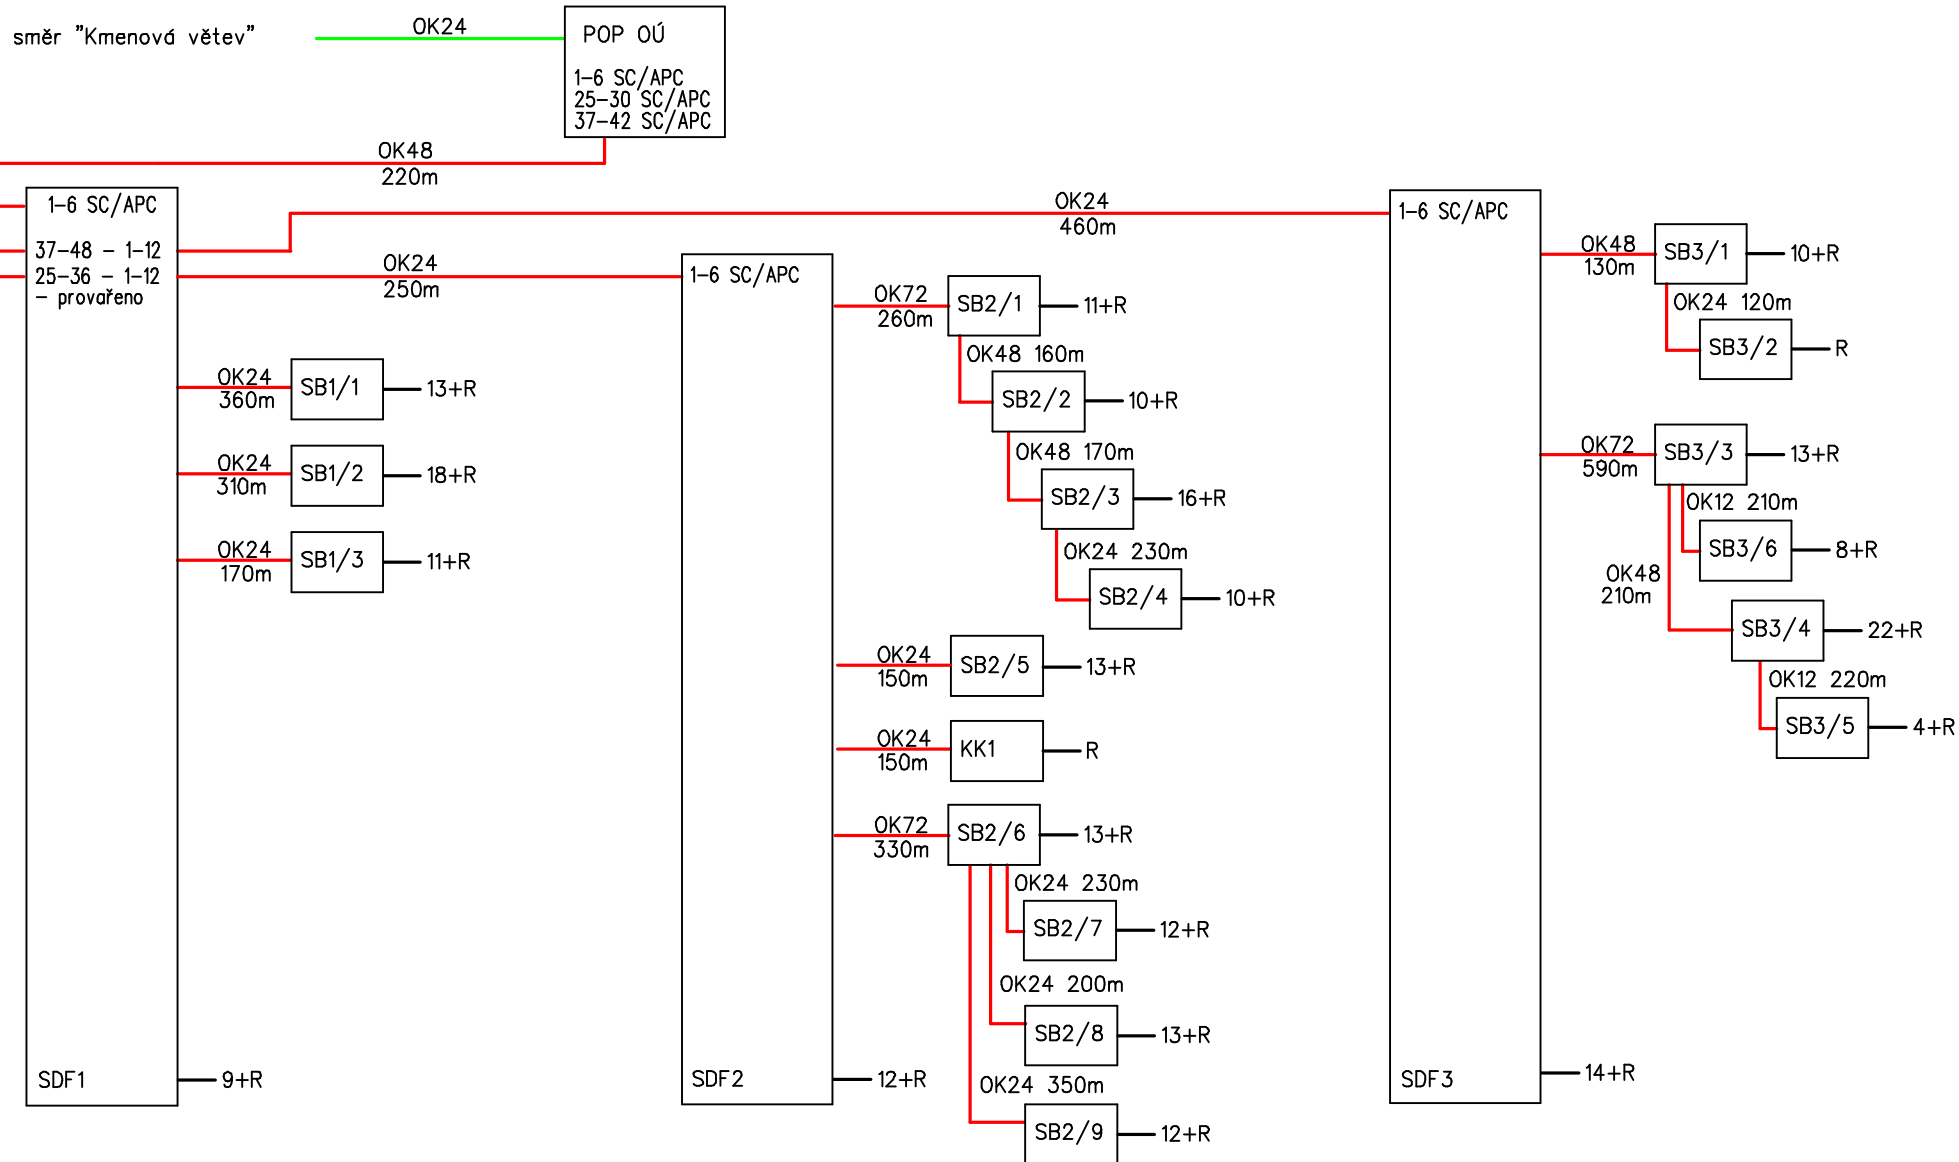 směr "Kmenová větev"
OK24
POP OÚ
1-6 SC/APC
25-30 SC/APC
37-42 SC/APC
OK48
220m
1-6 SC/APC
37-48 - 1-12
25-36 - 1-12
- provařeno
OK24
250m
OK24
460m
OK24
360m
SB1/1
13+R
OK24
310m
SB1/2
18+R
OK24
170m
SB1/3
11+R
SDF1
9+R
1-6 SC/APC
OK72
260m
SB2/1
11+R
OK48 160m
SB2/2
10+R
OK48 170m
SB2/3
16+R
OK24 230m
SB2/4
10+R
OK24
150m
SB2/5
13+R
OK24
150m
KK1
R
OK72
330m
SB2/6
13+R
OK24 230m
SB2/7
12+R
OK24 200m
SB2/8
13+R
OK24 350m
SB2/9
12+R
SDF2
12+R
1-6 SC/APC
OK48
130m
SB3/1
10+R
OK24 120m
SB3/2
R
OK72
590m
SB3/3
13+R
OK12 210m
SB3/6
8+R
OK48
210m
SB3/4
22+R
OK12 220m
SB3/5
4+R
SDF3
14+R